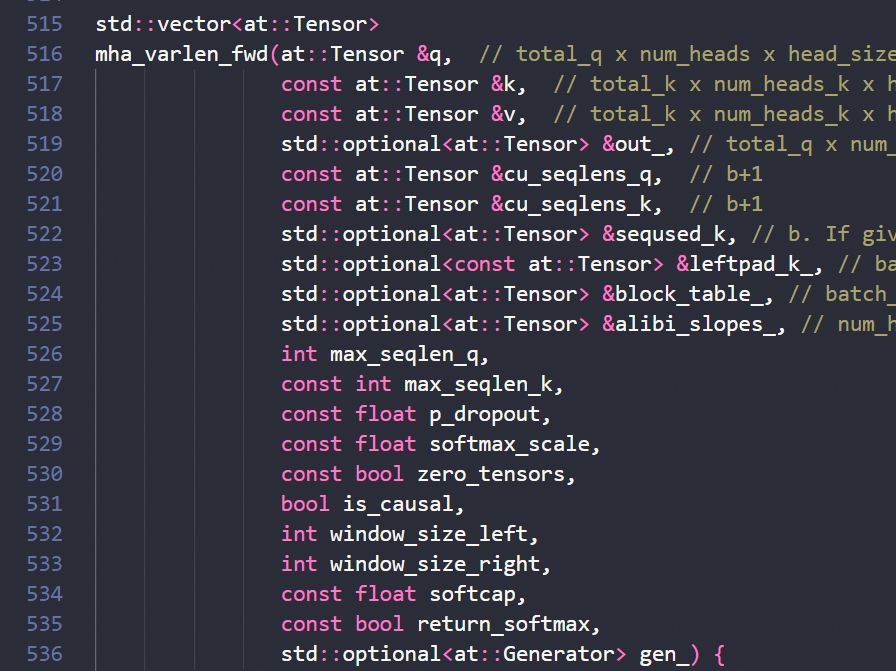 515 std::vector<at::Tensor>
516 mha_varlen_fwd(at::Tensor &q, // total_q x num_heads x head_size
517 const at::Tensor &k, // total_k x num_heads_k x h
518 const at::Tensor &v, // total_k x num_heads_k x h
519 std::optional<at::Tensor> &out_, // total_q x num_
520 const at::Tensor &cu_seqlens_q, // b+1
521 const at::Tensor &cu_seqlens_k, // b+1
522 std::optional<at::Tensor> &seqused_k, // b. If giv
523 std::optional<const at::Tensor> &leftpad_k_, // ba
524 std::optional<at::Tensor> &block_table_, // batch_
525 std::optional<at::Tensor> &alibi_slopes_, // num_h
526 int max_seqlen_q,
527 const int max_seqlen_k,
528 const float p_dropout,
529 const float softmax_scale,
530 const bool zero_tensors,
531 bool is_causal,
532 int window_size_left,
533 int window_size_right,
534 const float softcap,
535 const bool return_softmax,
536 std::optional<at::Generator> gen_) {